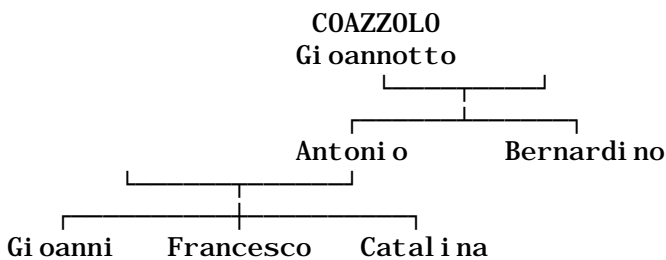 COAZZOLO
Gioannotto
Antonio Bernardino
Gioanni Francesco Catalina